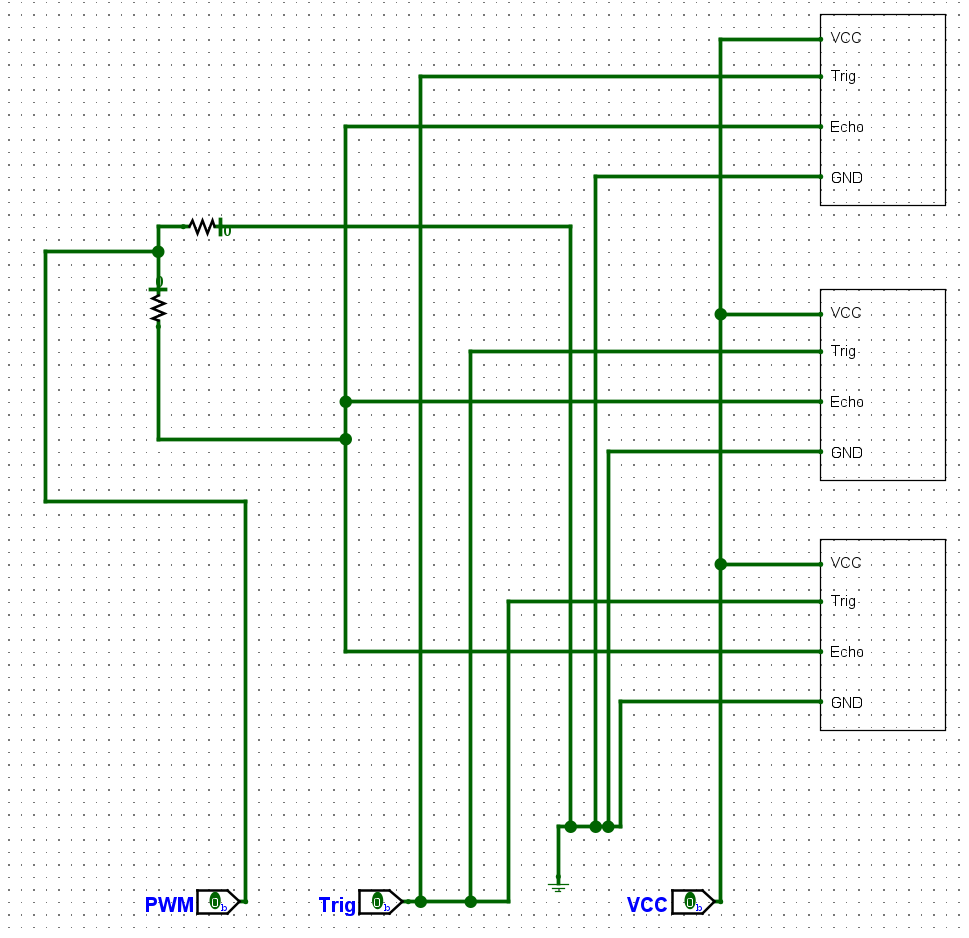 VCC
Trig
Echo
GND
0
0
VCC
Trig
Echo
GND
VCC
Trig
Echo
GND
PWM 0b
Trig 0b
VCC 0b